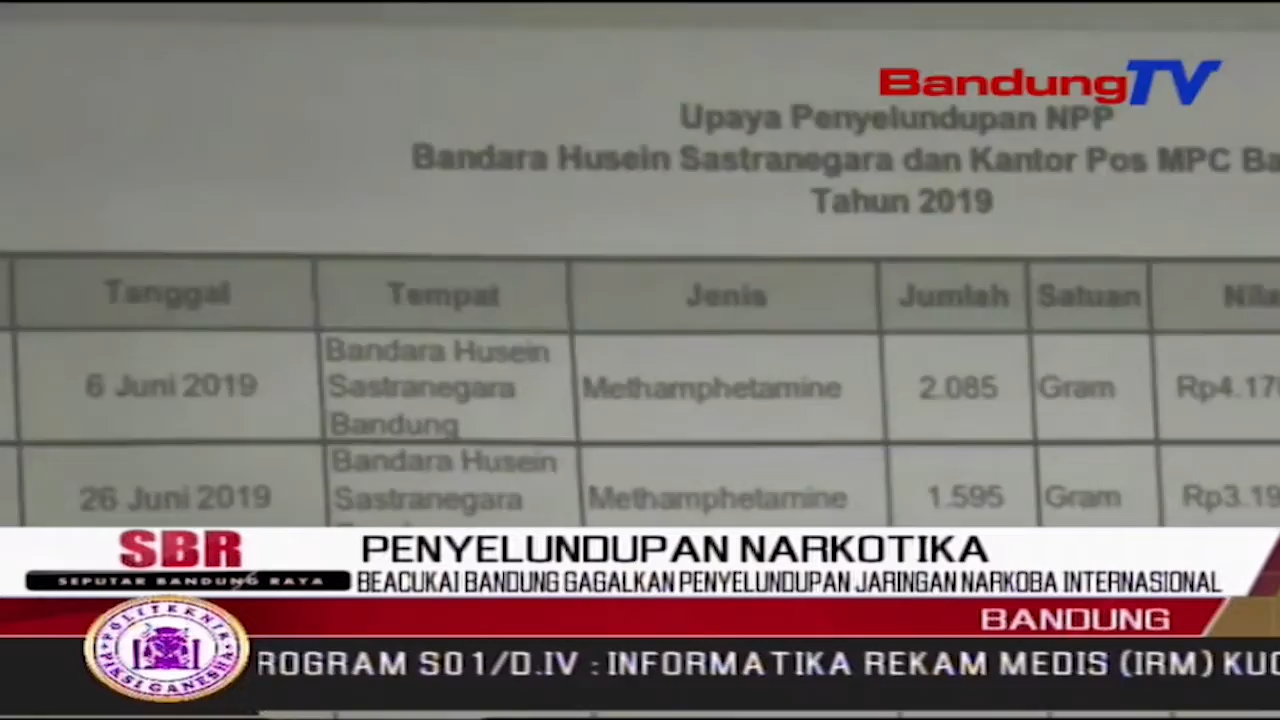 BandungTV
Upaya Penyelundupan NPP
Bandara Husein Sastranegara dan Kantor Pos MPC
Tahun 2019
Tanggal Tempat Jenis Jumlah Satuan
6 Juni 2019 Bandara Husein Sastranegara Bandung Methamphetamine 2.085 Gram
26 Juni 2019 Bandara Husein Sastranegara Methamphetamine 1.595 Gram
SBR
SEPUTAR BANDUNG RAYA
PENYELUNDUPAN NARKOTIKA
BEACUKAI BANDUNG GAGALKAN PENYELUNDUPAN JARINGAN NARKOBA INTERNASIONAL
BANDUNG
POLITEKNIK PIKSI GANESHA
ROGRAM S01/D.IV : INFORMATIKA REKAM MEDIS (IRM)